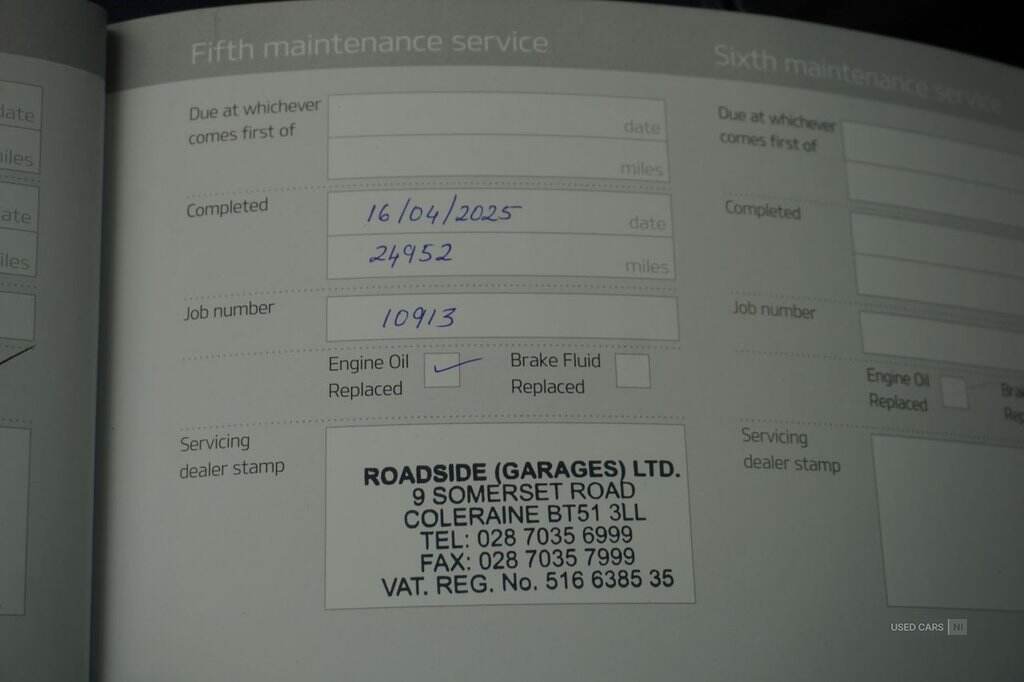 Fifth maintenance service
Due at whichever
comes first of
date
miles
Completed
16/04/2025 date
24952 miles
Job number
10913
Engine Oil
Replaced
Brake Fluid
Replaced
Servicing
dealer stamp
ROADSIDE (GARAGES) LTD.
9 SOMERSET ROAD
COLERAINE BT51 3LL
TEL: 028 7035 6999
FAX: 028 7035 7999
VAT. REG. No. 516 6385 35
Sixth maintenance service
Due at whichever
comes first of
Completed
Job number
Engine Oil
Replaced
Servicing
dealer stamp
date
miles
USED CARS NI